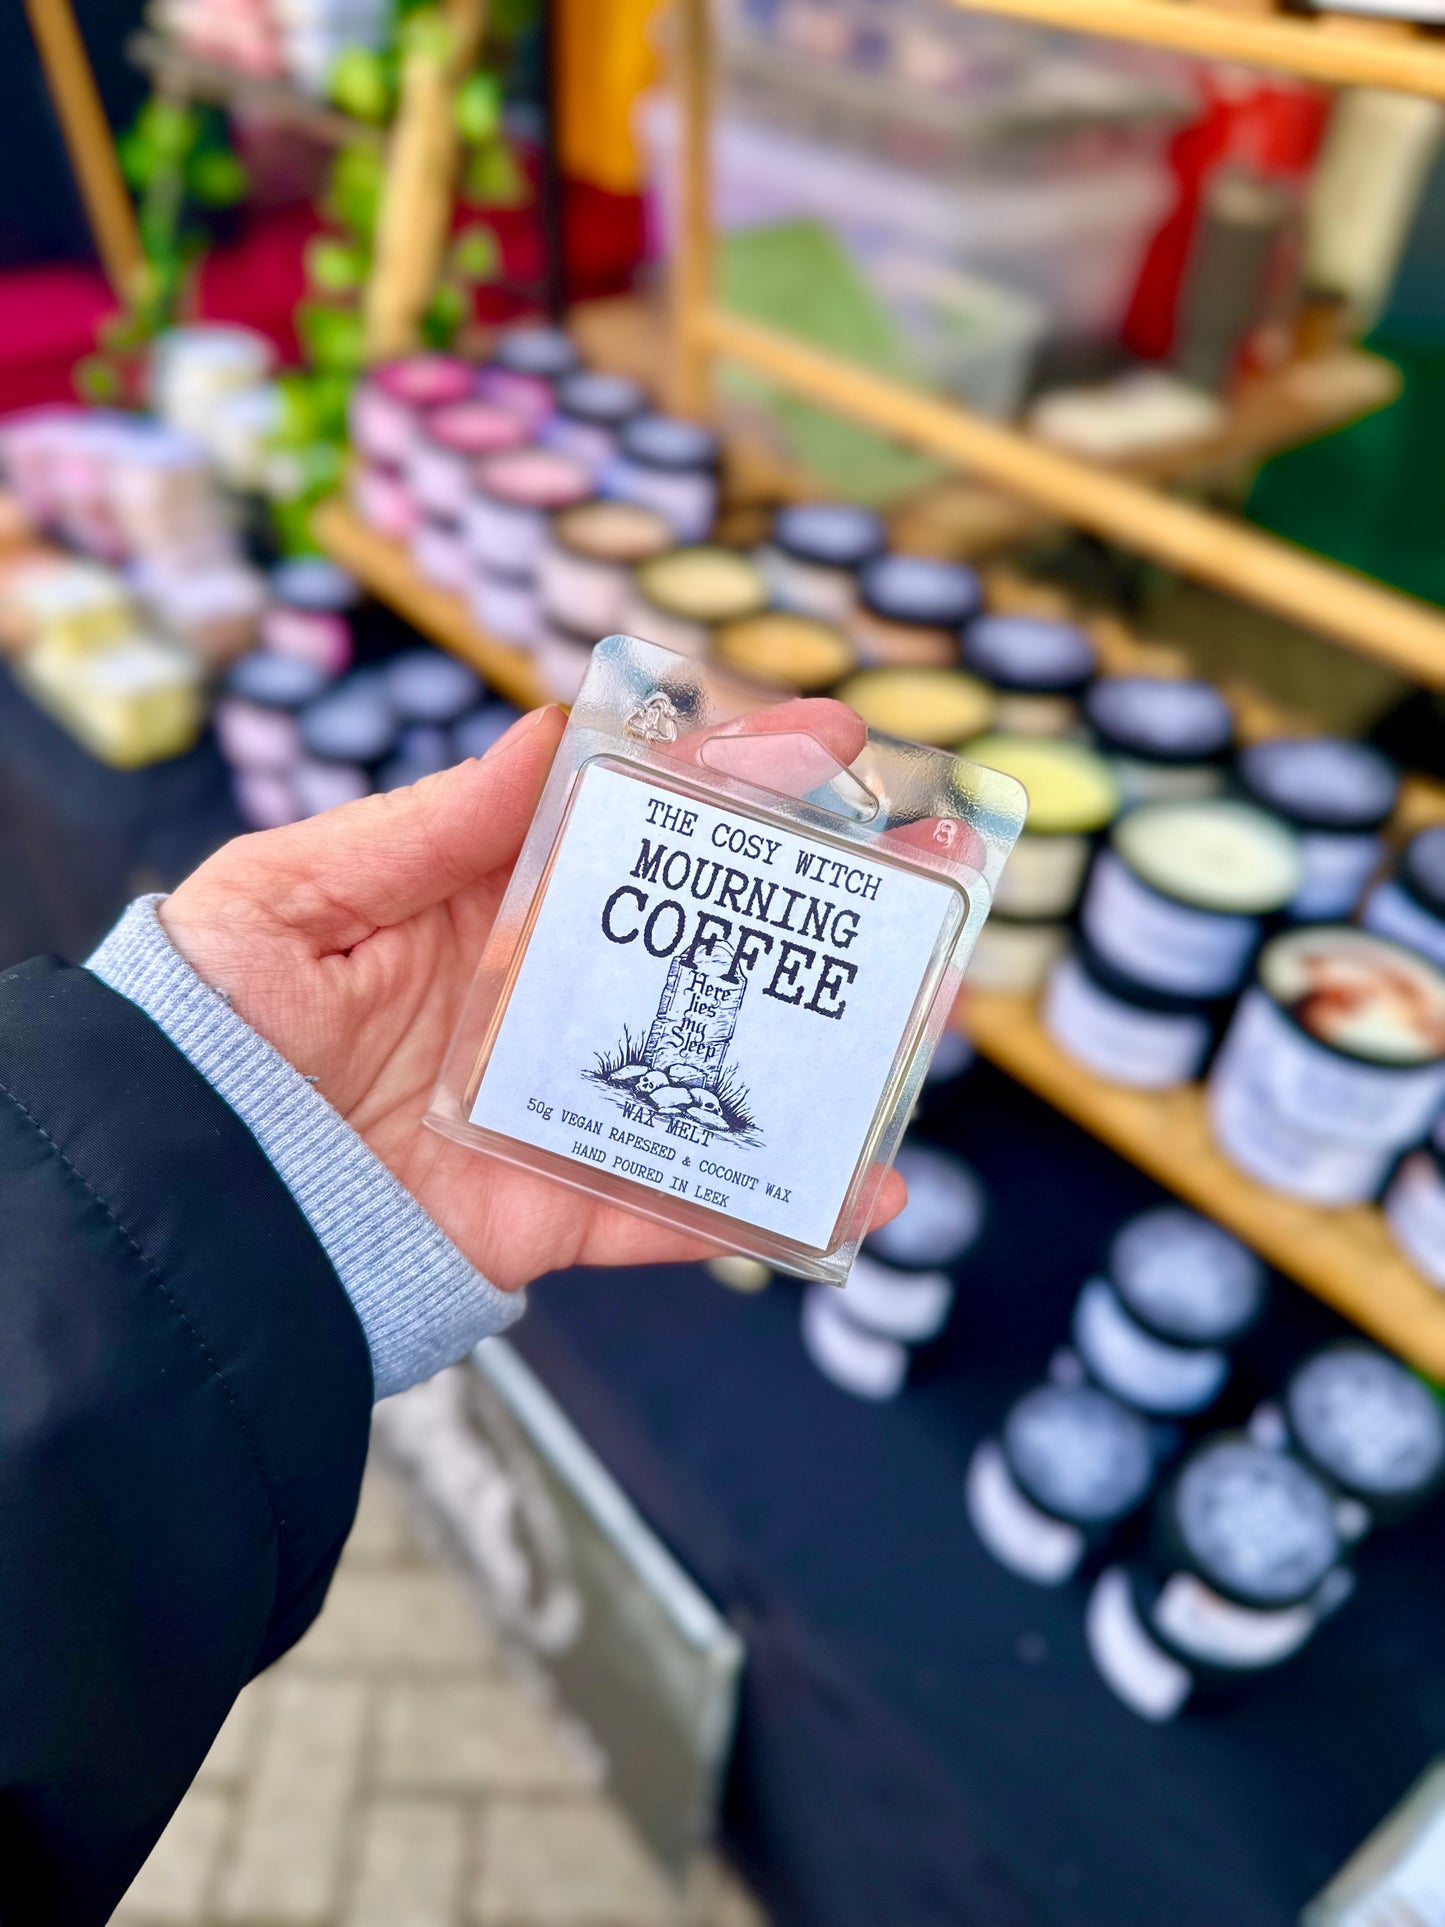 THE COSY WITCH
MOURNING
COFFEE
Here
lies
my
Sleep
WAX MELT
50g VEGAN RAPESEED & COCONUT WAX
HAND POURED IN LEEK